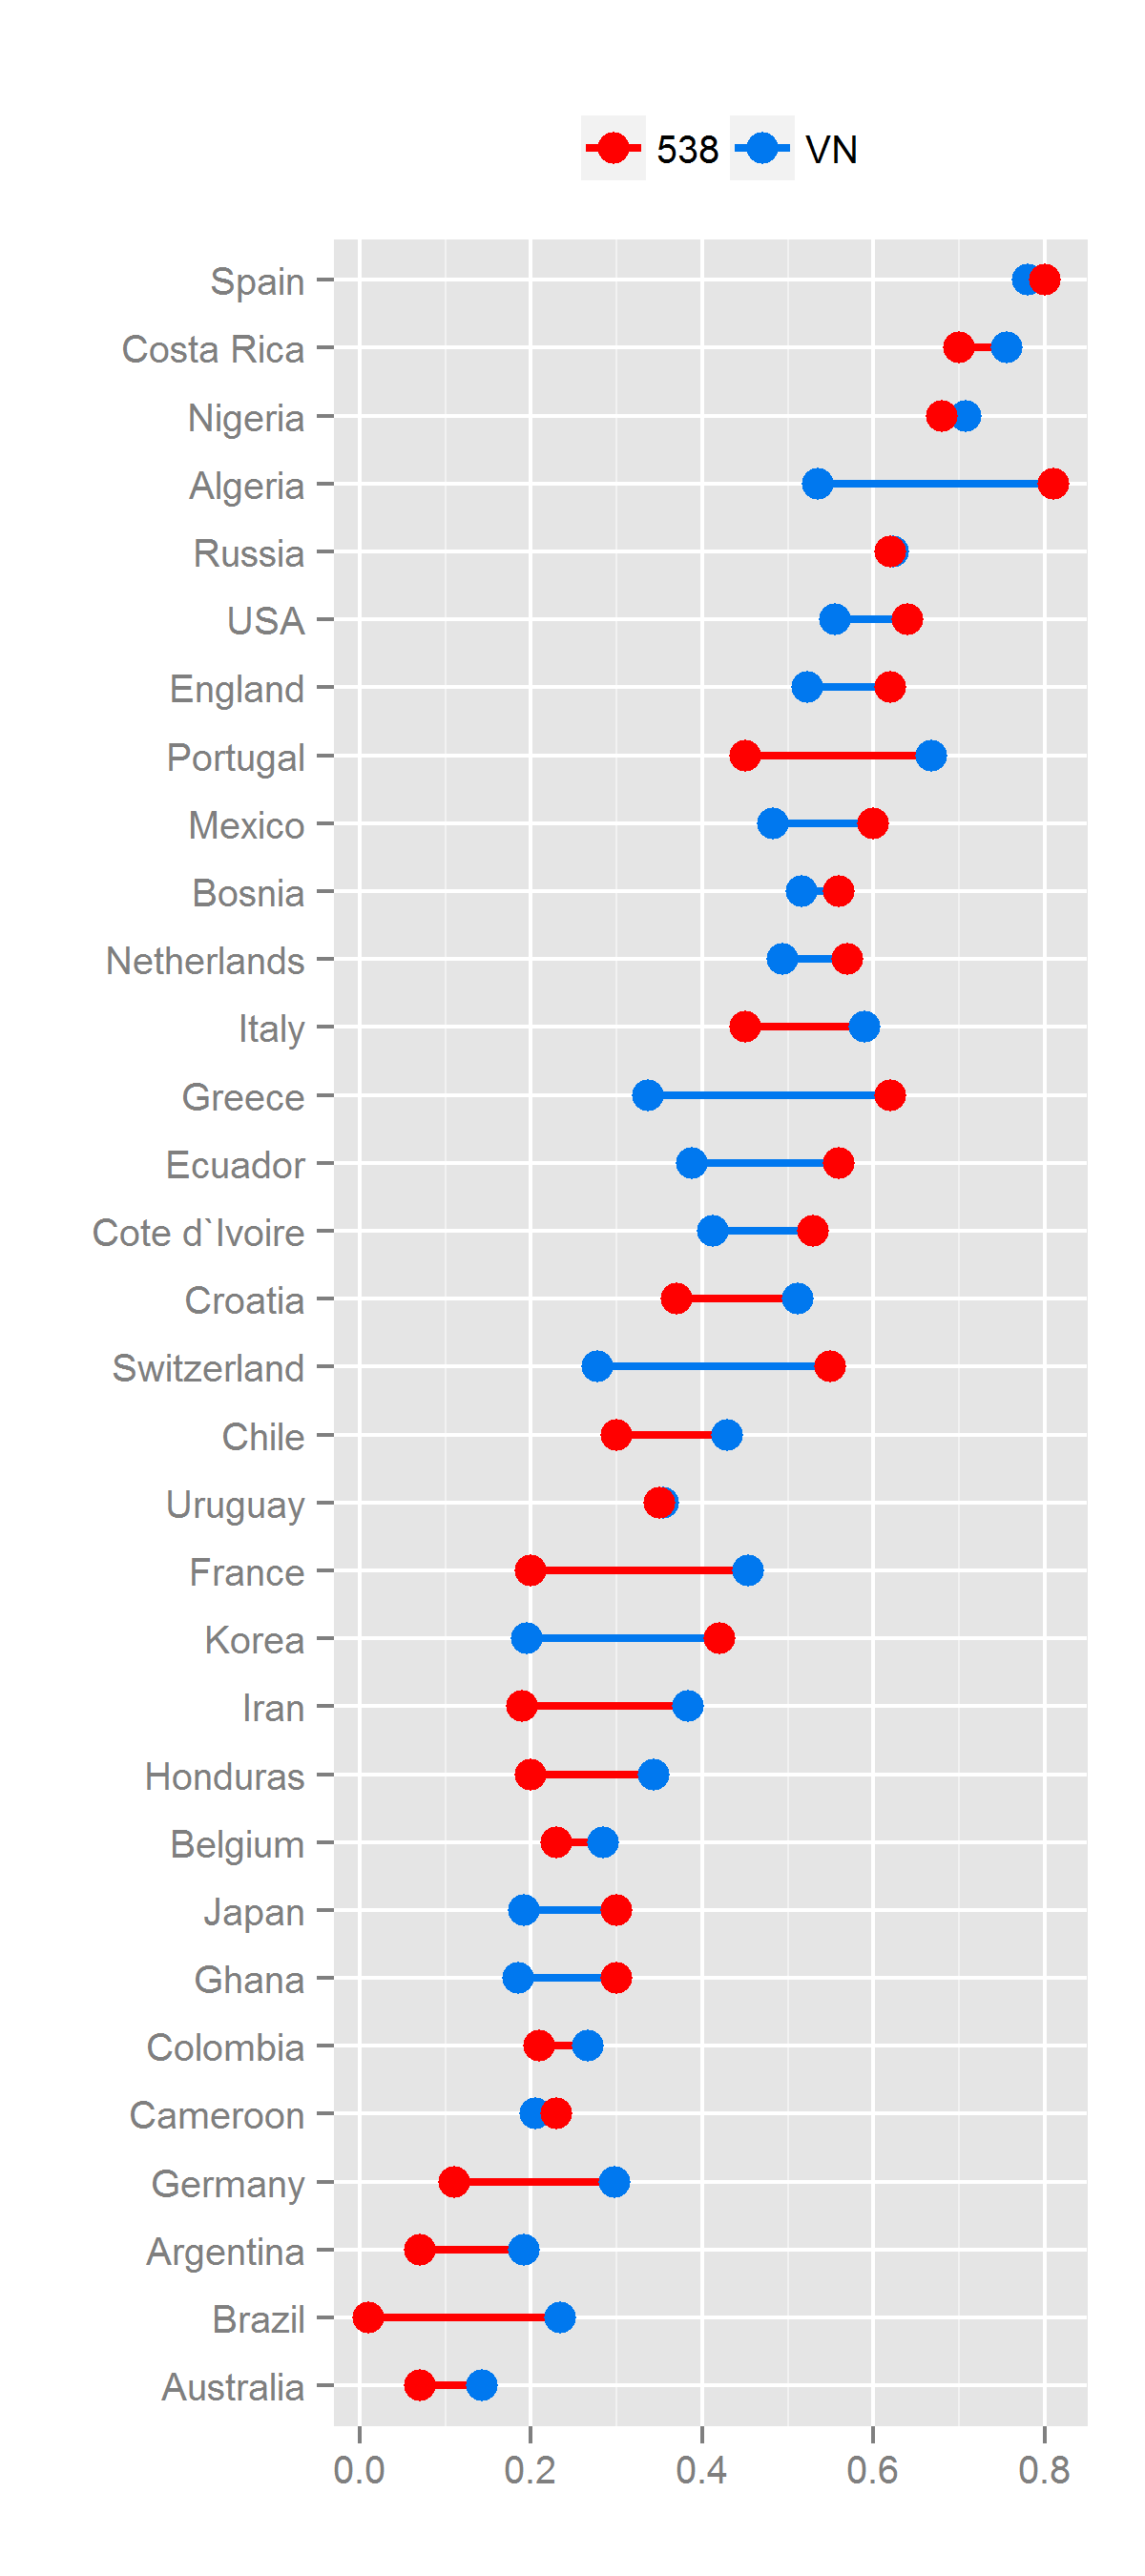 538 VN
Spain
Costa Rica
Nigeria
Algeria
Russia
USA
England
Portugal
Mexico
Bosnia
Netherlands
Italy
Greece
Ecuador
Cote d`Ivoire
Croatia
Switzerland
Chile
Uruguay
France
Korea
Iran
Honduras
Belgium
Japan
Ghana
Colombia
Cameroon
Germany
Argentina
Brazil
Australia
0.0 0.2 0.4 0.6 0.8